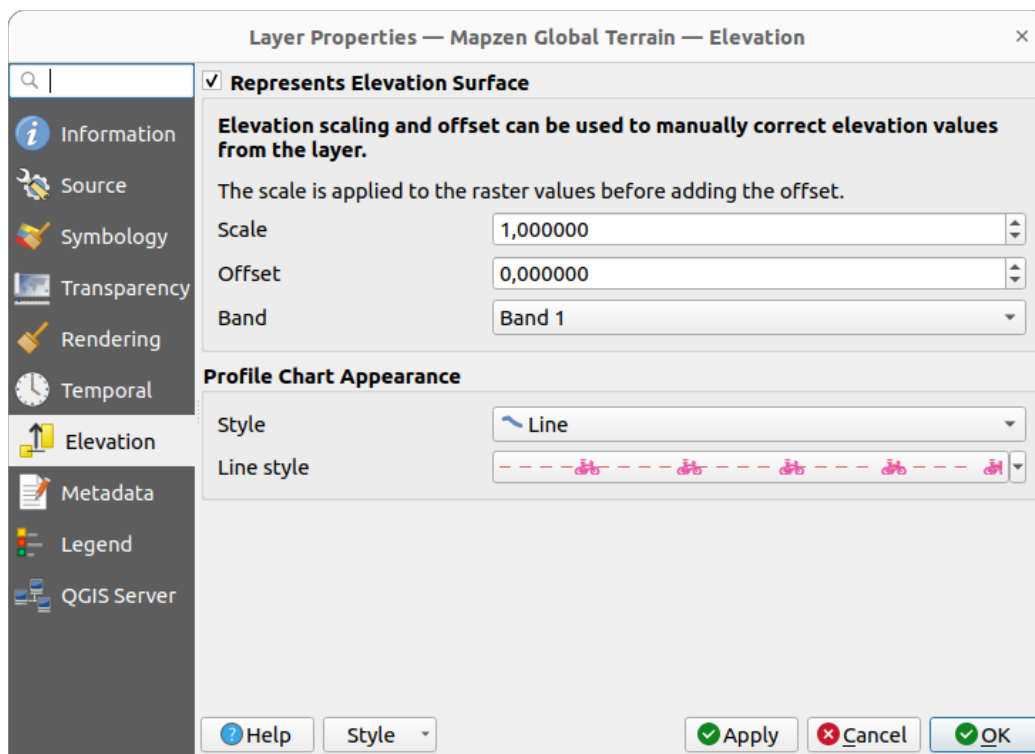 Layer Properties — Mapzen Global Terrain — Elevation
Represents Elevation Surface
Information
Source
Symbology
Transparency
Rendering
Temporal
Elevation
Metadata
Legend
QGIS Server
Elevation scaling and offset can be used to manually correct elevation values
from the layer.
The scale is applied to the raster values before adding the offset.
Scale 1,000000
Offset 0,000000
Band Band 1
Profile Chart Appearance
Style Line
Line style
Help Style Apply Cancel OK